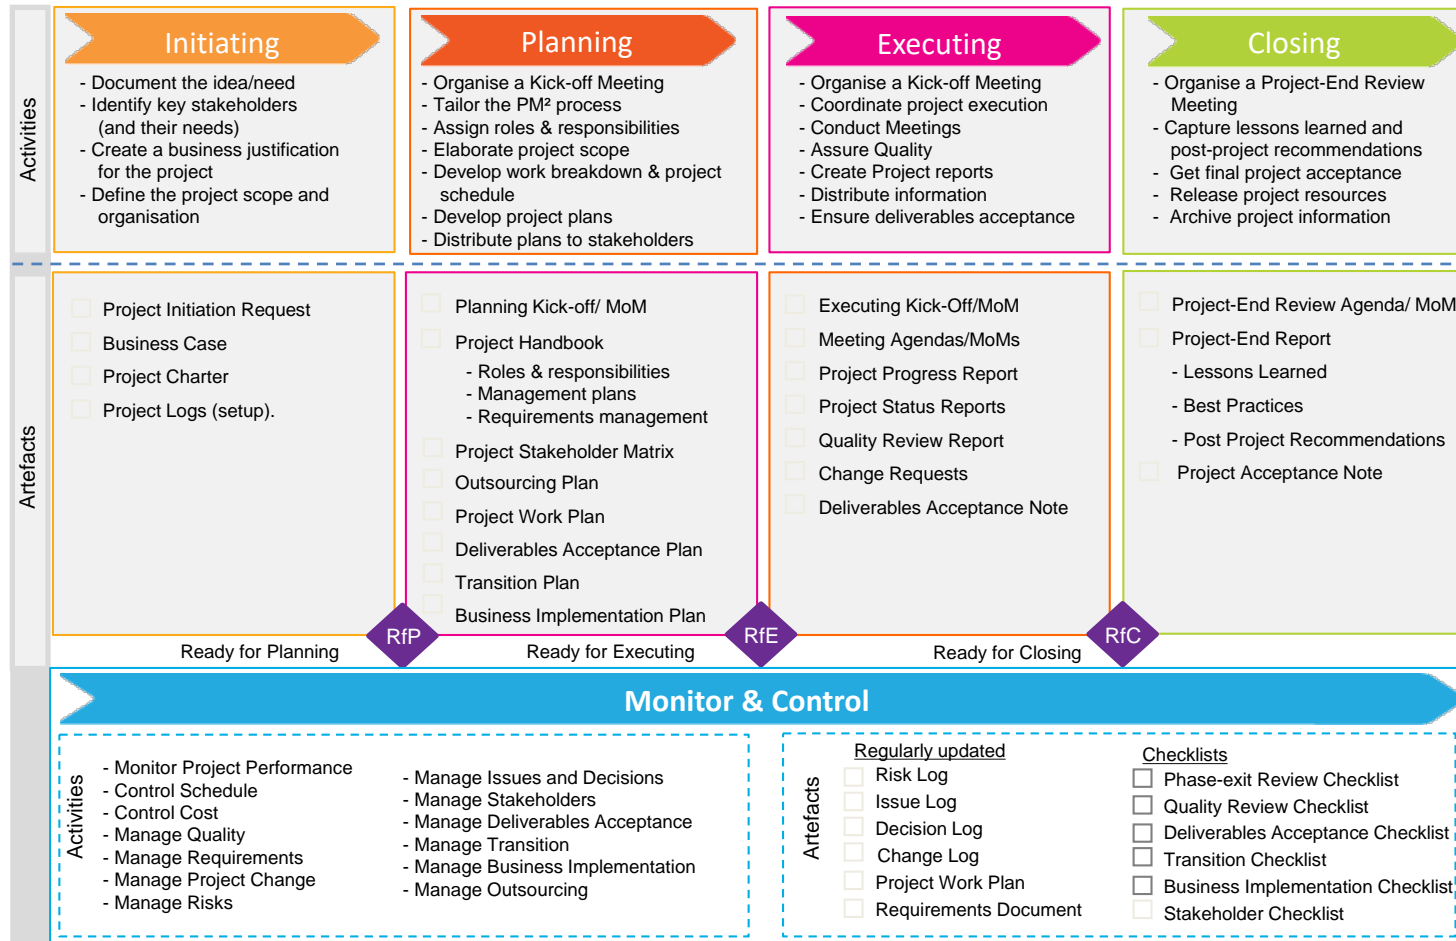 Initiating
Planning
Executing
Closing
Activities
- Document the idea/need
- Identify key stakeholders
(and their needs)
- Create a business justification
for the project
- Define the project scope and
organisation
- Organise a Kick-off Meeting
- Tailor the PM² process
- Assign roles & responsibilities
- Elaborate project scope
- Develop work breakdown & project
schedule
- Develop project plans
- Distribute plans to stakeholders
- Organise a Kick-off Meeting
- Coordinate project execution
- Conduct Meetings
- Assure Quality
- Create Project reports
- Distribute information
- Ensure deliverables acceptance
- Organise a Project-End Review
Meeting
- Capture lessons learned and
post-project recommendations
- Get final project acceptance
- Release project resources
- Archive project information
Artefacts
Project Initiation Request
Business Case
Project Charter
Project Logs (setup).
Planning Kick-off/ MoM
Project Handbook
- Roles & responsibilities
- Management plans
- Requirements management
Project Stakeholder Matrix
Outsourcing Plan
Project Work Plan
Deliverables Acceptance Plan
Transition Plan
Business Implementation Plan
Executing Kick-Off/MoM
Meeting Agendas/MoMs
Project Progress Report
Project Status Reports
Quality Review Report
Change Requests
Deliverables Acceptance Note
Project-End Review Agenda/ MoM
Project-End Report
- Lessons Learned
- Best Practices
- Post Project Recommendations
Project Acceptance Note
Ready for Planning
RfP
Ready for Executing
RfE
Ready for Closing
RfC
Monitor & Control
Activities
- Monitor Project Performance
- Control Schedule
- Control Cost
- Manage Quality
- Manage Requirements
- Manage Project Change
- Manage Risks
- Manage Issues and Decisions
- Manage Stakeholders
- Manage Deliverables Acceptance
- Manage Transition
- Manage Business Implementation
- Manage Outsourcing
Artefacts
Regularly updated
Risk Log
Issue Log
Decision Log
Change Log
Project Work Plan
Requirements Document
Checklists
Phase-exit Review Checklist
Quality Review Checklist
Deliverables Acceptance Checklist
Transition Checklist
Business Implementation Checklist
Stakeholder Checklist